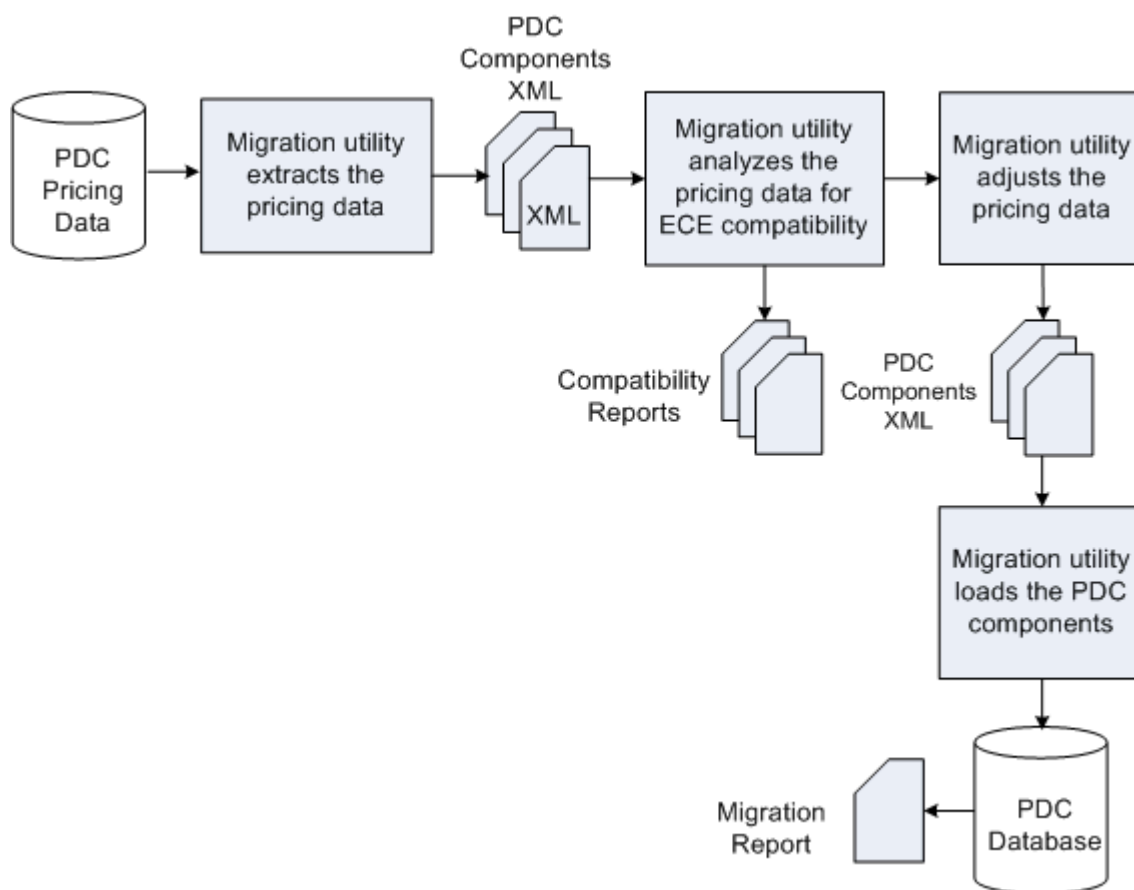 PDC
Pricing
Data
Migration utility
extracts the
pricing data
PDC
Components
XML
XML
Migration utility
analyzes the
pricing data for
ECE compatibility
Migration utility
adjusts the
pricing data
Compatibility
Reports
PDC
Components
XML
Migration utility
loads the PDC
components
Migration
Report
PDC
Database